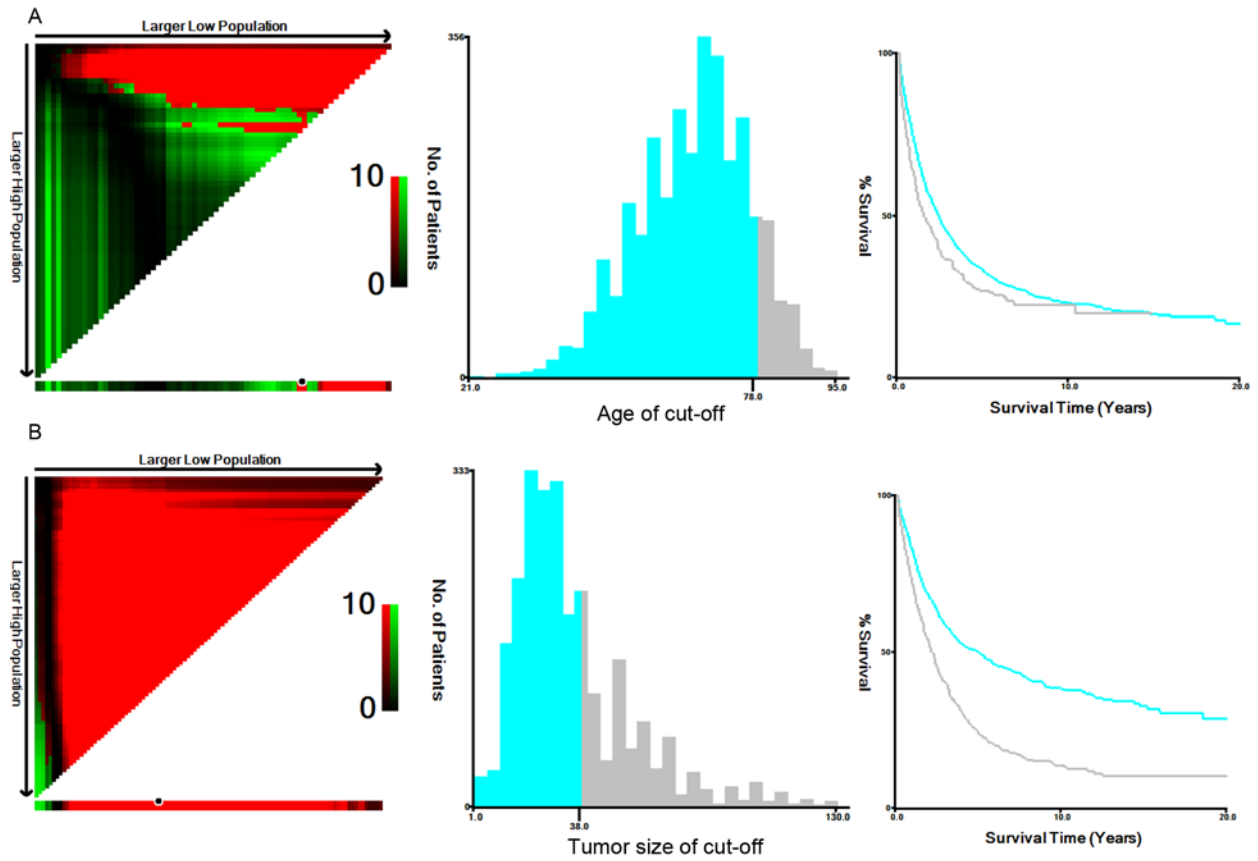 A
Larger Low Population
Larger High Population
10
0
No. of Patients
356
0
21.0
78.0
95.0
Age of cut-off
% Survival
100
50
0
0.0
10.0
20.0
Survival Time (Years)
B
Larger Low Population
Larger High Population
10
0
No. of Patients
333
0
1.0
38.0
130.0
Tumor size of cut-off
% Survival
100
50
0
0.0
10.0
20.0
Survival Time (Years)